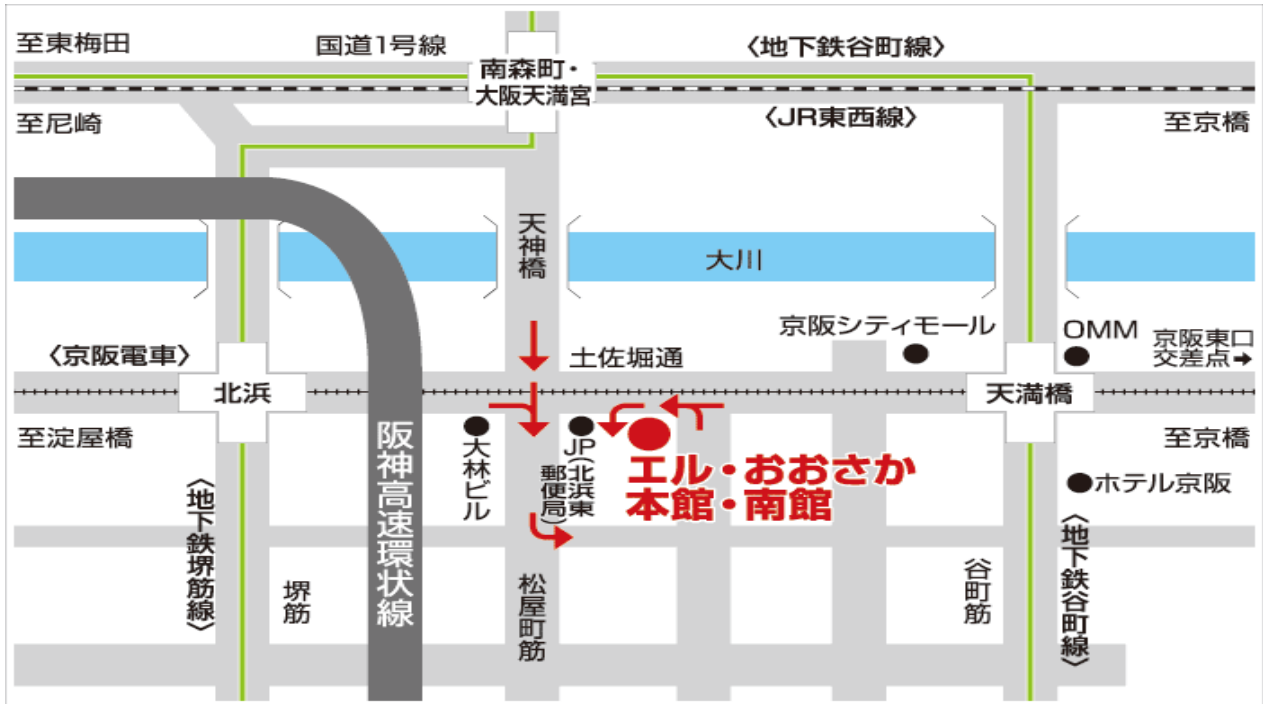 至東梅田
国道1号線
〈地下鉄谷町線〉
南森町・
大阪天満宮
至尼崎
〈JR東西線〉
至京橋
天神橋
大川
京阪シティモール
OMM
京阪東口
交差点➡
〈京阪電車〉
土佐堀通
北浜
天満橋
至淀屋橋
大林ビル
JP(北浜東
郵便局)
エル・おおさか
本館・南館
至京橋
ホテル京阪
阪神高速環状線
〈地下鉄堺筋線〉
堺筋
松屋町筋
谷町筋
〈地下鉄谷町線〉